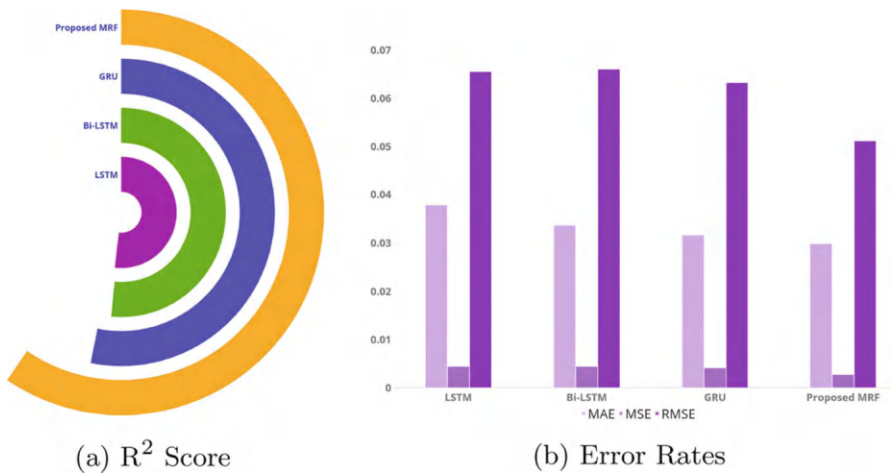 Proposed MRF
GRU
Bi-LSTM
LSTM
(a) R² Score
0.07
0.06
0.05
0.04
0.03
0.02
0.01
0
LSTM
Bi-LSTM
GRU
Proposed MRF
MAE MSE RMSE
(b) Error Rates